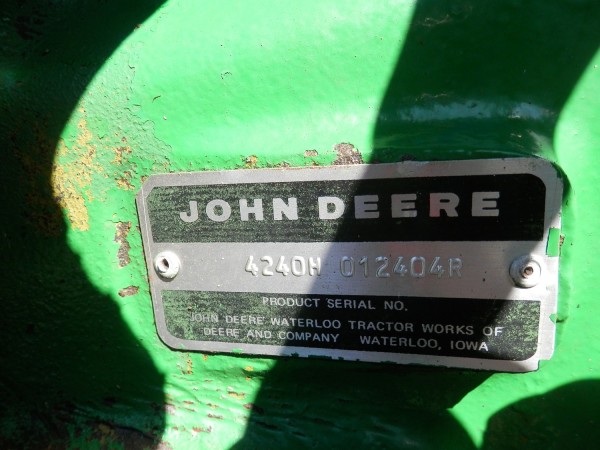 JOHN DEERE
4240H 012404R
PRODUCT SERIAL NO.
JOHN DEERE WATERLOO TRACTOR WORKS OF
DEERE AND COMPANY WATERLOO, IOWA